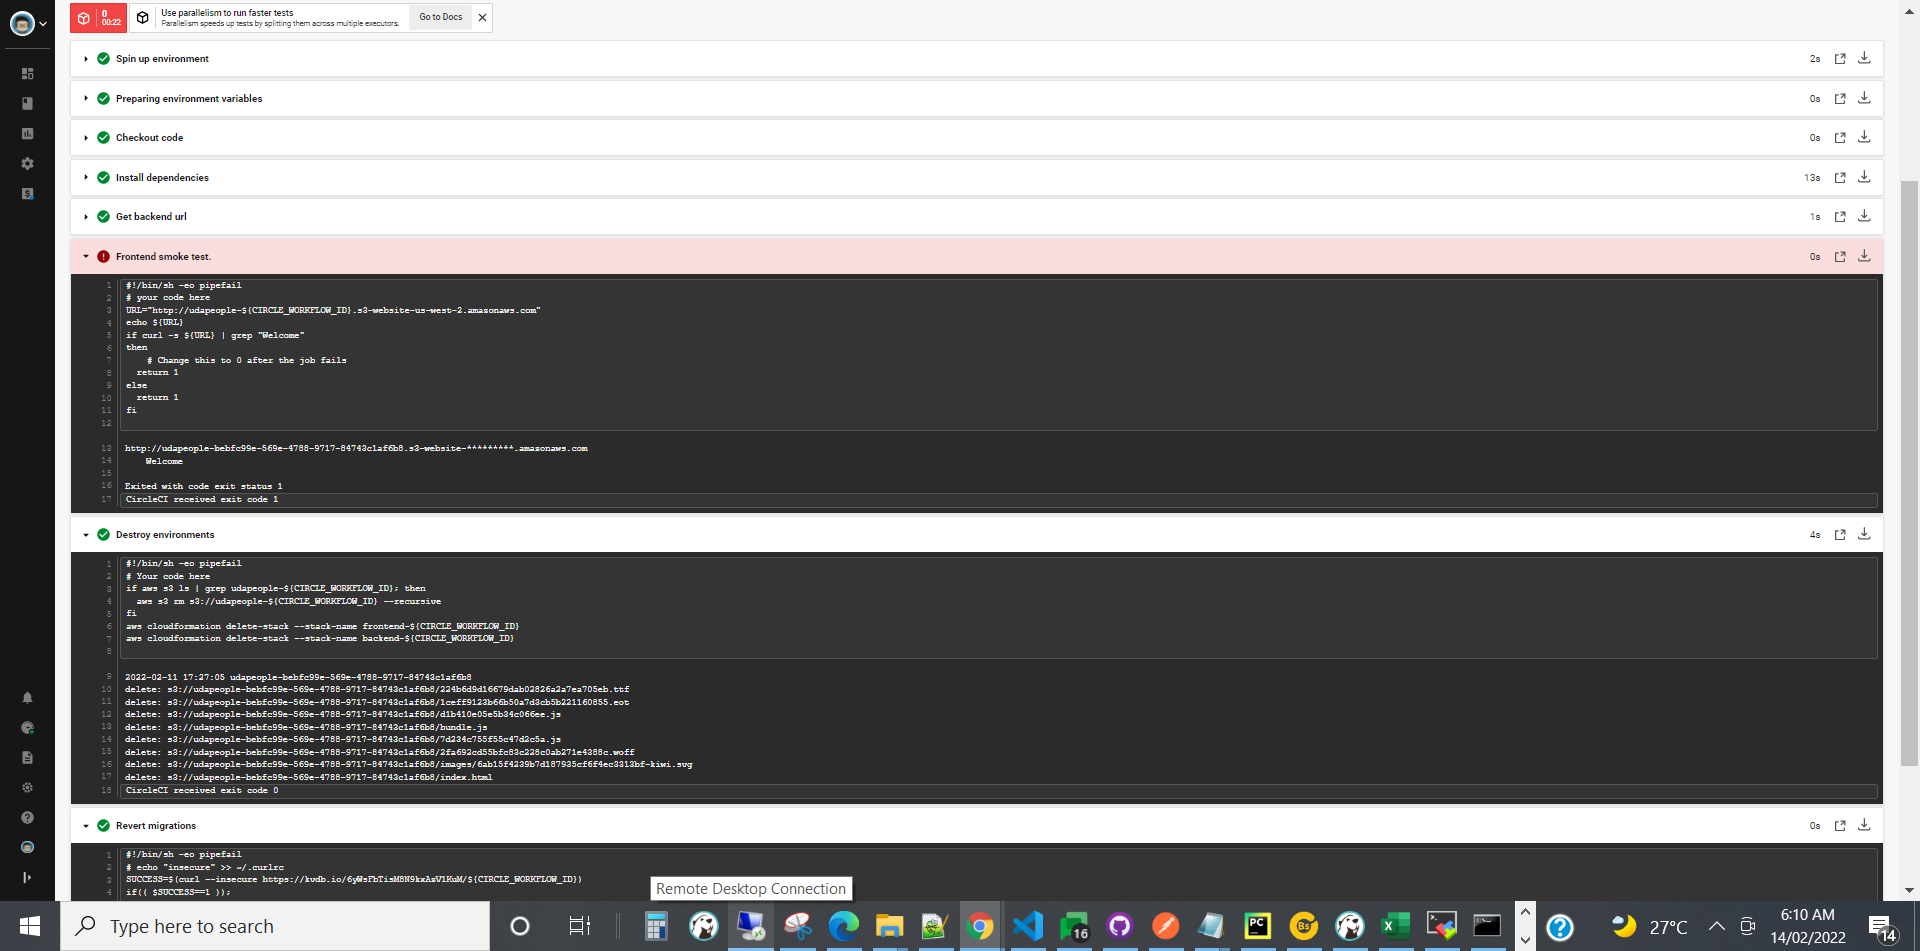 0
00:22
Use parallelism to run faster tests
Parallelism speeds up tests by splitting them across multiple executors.
Go to Docs
Spin up environment
2s
Preparing environment variables
0s
Checkout code
0s
Install dependencies
13s
Get backend url
1s
Frontend smoke test.
0s
1 #!/bin/sh -eo pipefail
2 # your code here
3 URL="http://udapeople-${CIRCLE_WORKFLOW_ID}.s3-website-us-west-2.amazonaws.com"
4 echo ${URL}
5 if curl -s ${URL} | grep "Welcome"
6 then
7 # Change this to 0 after the job fails
8 return 1
9 else
10 return 1
11 fi
12
13 http://udapeople-bebfc99e-569e-4788-9717-84743c1af6b8.s3-website-*********.amazonaws.com
14 Welcome
15
16 Exited with code exit status 1
17 CircleCI received exit code 1
Destroy environments
4s
1 #!/bin/sh -eo pipefail
2 # Your code here
3 if aws s3 ls | grep udapeople-${CIRCLE_WORKFLOW_ID}; then
4 aws s3 rm s3://udapeople-${CIRCLE_WORKFLOW_ID} --recursive
5 fi
6 aws cloudformation delete-stack --stack-name frontend-${CIRCLE_WORKFLOW_ID}
7 aws cloudformation delete-stack --stack-name backend-${CIRCLE_WORKFLOW_ID}
8
9 2022-02-11 17:27:05 udapeople-bebfc99e-569e-4788-9717-84743c1af6b8
10 delete: s3://udapeople-bebfc99e-569e-4788-9717-84743c1af6b8/224b6d9d16679dab02826a2a7ea705eb.ttf
11 delete: s3://udapeople-bebfc99e-569e-4788-9717-84743c1af6b8/1ceff9123b66b50a7d3cb5b221160855.eot
12 delete: s3://udapeople-bebfc99e-569e-4788-9717-84743c1af6b8/d1b410e05e5b34c066ee.js
13 delete: s3://udapeople-bebfc99e-569e-4788-9717-84743c1af6b8/bundle.js
14 delete: s3://udapeople-bebfc99e-569e-4788-9717-84743c1af6b8/7d234c755f55c47d2c5a.js
15 delete: s3://udapeople-bebfc99e-569e-4788-9717-84743c1af6b8/2fa692cd55bfc83c228c0ab271e4388c.woff
16 delete: s3://udapeople-bebfc99e-569e-4788-9717-84743c1af6b8/images/6ab15f4239b7d187935cf6f4ec3313bf-kiwi.svg
17 delete: s3://udapeople-bebfc99e-569e-4788-9717-84743c1af6b8/index.html
18 CircleCI received exit code 0
Revert migrations
0s
1 #!/bin/sh -eo pipefail
2 # echo "insecure" >> ~/.curlrc
3 SUCCESS=$(curl --insecure https://kvdb.io/6yWsFbTisMBN9kxAzV1KuM/${CIRCLE_WORKFLOW_ID})
4 if(( $SUCCESS==1 ));
Remote Desktop Connection
Type here to search
16
PC
Bs
27°C
6:10 AM
14/02/2022
14